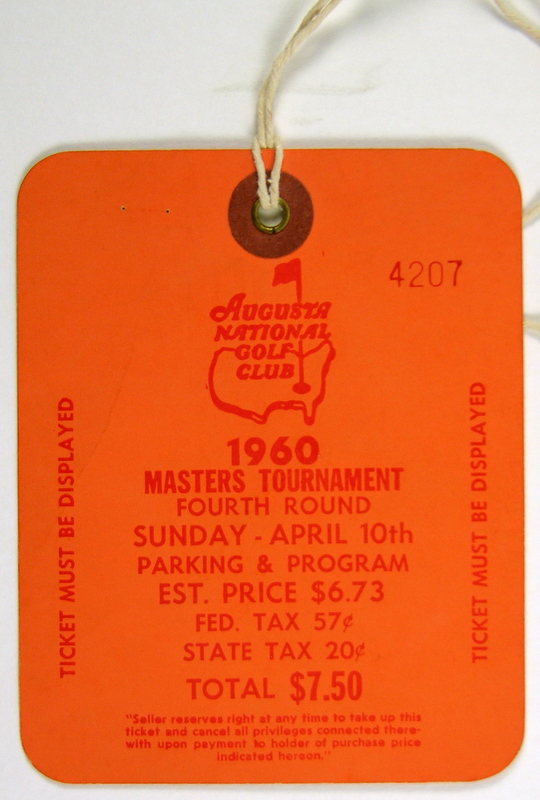 4207
AUGUSTA
NATIONAL
GOLF
CLUB
1960
MASTERS TOURNAMENT
FOURTH ROUND
SUNDAY - APRIL 10th
PARKING & PROGRAM
EST. PRICE $6.73
FED. TAX 57¢
STATE TAX 20¢
TOTAL $7.50
"Seller reserves right at any time to take up this
ticket and cancel all privileges connected there-
with upon payment to holder of purchase price
indicated hereon."
TICKET MUST BE DISPLAYED
TICKET MUST BE DISPLAYED